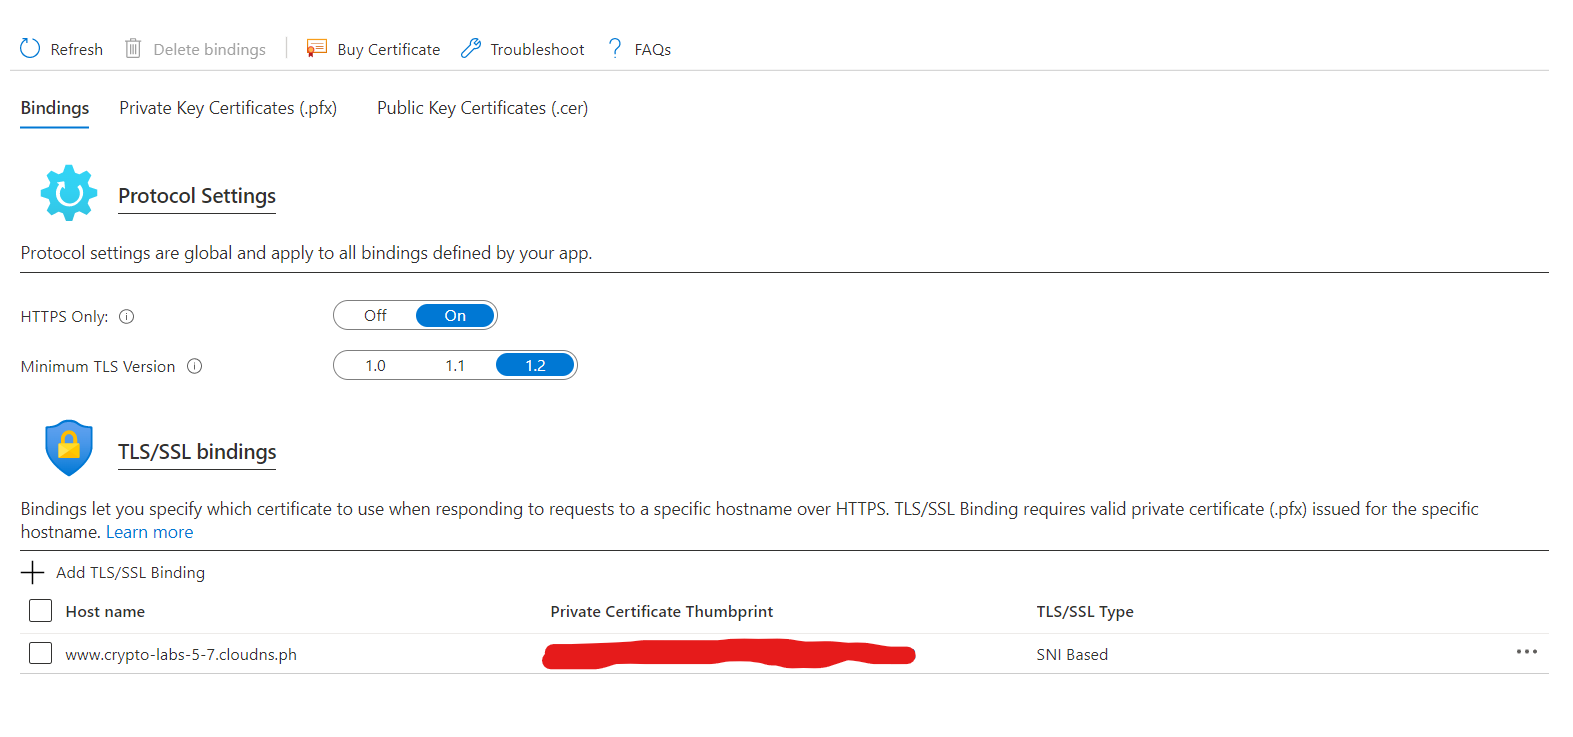 Refresh Delete bindings Buy Certificate Troubleshoot FAQs
Bindings Private Key Certificates (.pfx) Public Key Certificates (.cer)
Protocol Settings
Protocol settings are global and apply to all bindings defined by your app.
HTTPS Only: Off On
Minimum TLS Version 1.0 1.1 1.2
TLS/SSL bindings
Bindings let you specify which certificate to use when responding to requests to a specific hostname over HTTPS. TLS/SSL Binding requires valid private certificate (.pfx) issued for the specific
hostname. Learn more
Add TLS/SSL Binding
Host name Private Certificate Thumbprint TLS/SSL Type
www.crypto-labs-5-7.cloudns.ph SNI Based